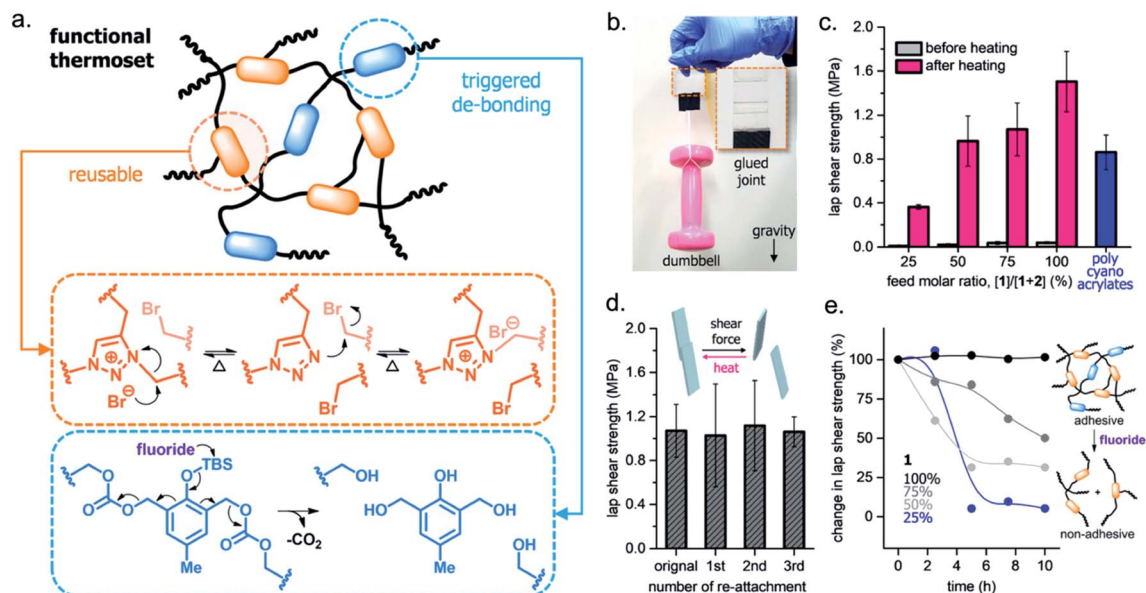 a.
functional
thermoset
triggered
de-bonding
reusable
Br
Br⊖
N
N
N
⊕
Br⊖
Δ
N
N
N
Br
Br
Δ
N
N
N
⊕
Br
fluoride
TBS
O
O
O
O
O
O
O
Me
-CO2
OH
OH
HO
OH
OH
Me
b.
glued
joint
gravity
dumbbell
c.
before heating
after heating
lap shear strength (MPa)
2.0
1.6
1.2
0.8
0.4
0.0
25 50 75 100
poly
cyano
acrylates
feed molar ratio, [1]/[1+2] (%)
d.
shear
force
heat
lap shear strength (MPa)
2.0
1.6
1.2
0.8
0.4
0.0
orignal 1st 2nd 3rd
number of re-attachment
e.
change in lap shear strength (%)
100
75
50
25
0
1
100%
75%
50%
25%
0 2 4 6 8 10
time (h)
adhesive
fluoride
+
non-adhesive